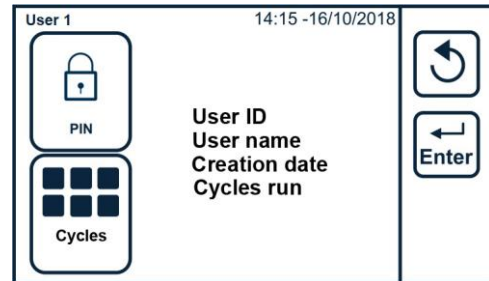 User 1
14:15 -16/10/2018
PIN
User ID
User name
Creation date
Cycles run
Cycles
Enter